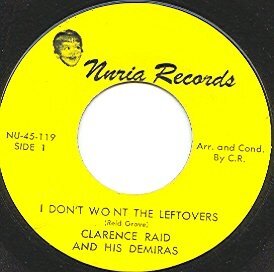 Nuria Records
NU-45-119
SIDE 1
Arr. and Cond.
By C.R.
I DON'T WONT THE LEFTOVERS
(Reid Grove)
CLARENCE RAID
AND HIS DEMIRAS